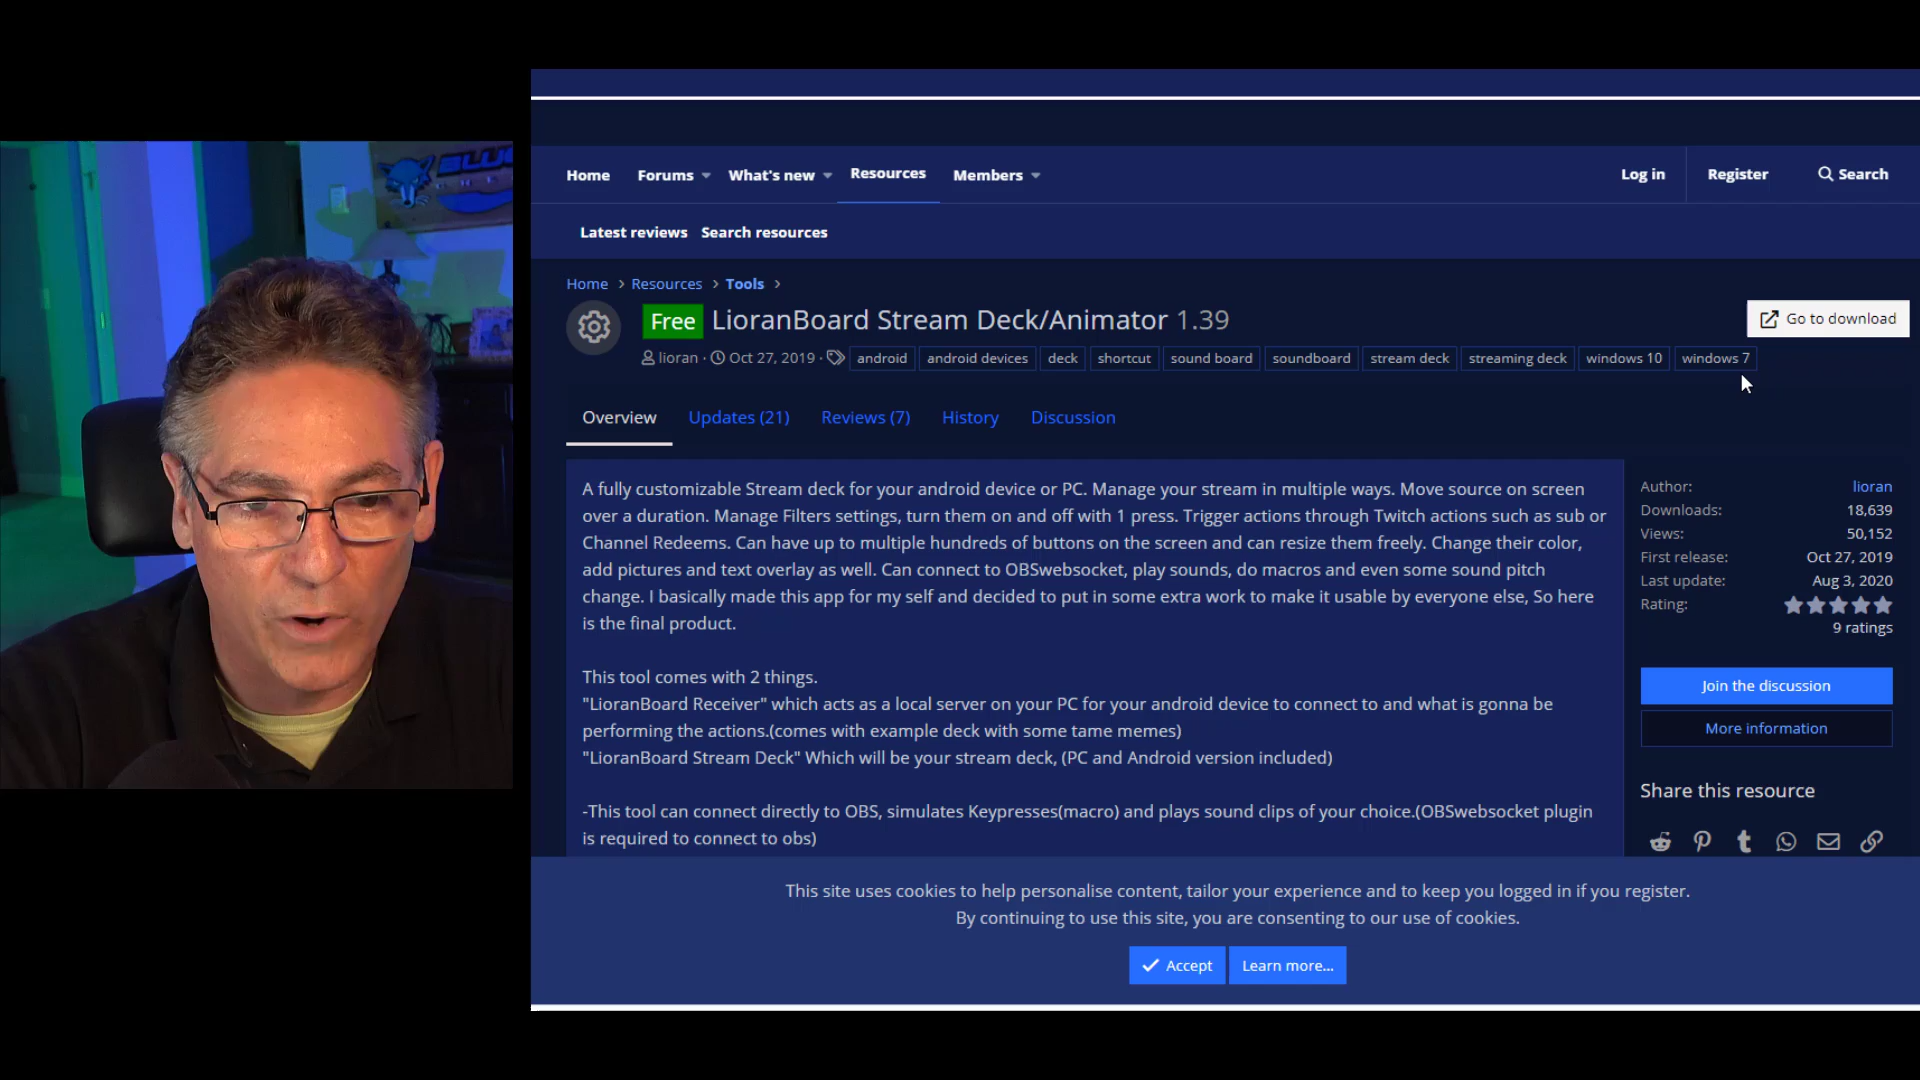 Home Forums What's new Resources Members Log in Register Search
Latest reviews Search resources
Home > Resources > Tools >
Free LioranBoard Stream Deck/Animator 1.39
Go to download
lioran · Oct 27, 2019 · android android devices deck shortcut sound board soundboard stream deck streaming deck windows 10 windows 7
Overview Updates (21) Reviews (7) History Discussion
A fully customizable Stream deck for your android device or PC. Manage your stream in multiple ways. Move source on screen
over a duration. Manage Filters settings, turn them on and off with 1 press. Trigger actions through Twitch actions such as sub or
Channel Redeems. Can have up to multiple hundreds of buttons on the screen and can resize them freely. Change their color,
add pictures and text overlay as well. Can connect to OBSwebsocket, play sounds, do macros and even some sound pitch
change. I basically made this app for my self and decided to put in some extra work to make it usable by everyone else, So here
is the final product.
This tool comes with 2 things.
"LioranBoard Receiver" which acts as a local server on your PC for your android device to connect to and what is gonna be
performing the actions.(comes with example deck with some tame memes)
"LioranBoard Stream Deck" Which will be your stream deck, (PC and Android version included)
-This tool can connect directly to OBS, simulates Keypresses(macro) and plays sound clips of your choice.(OBSwebsocket plugin
is required to connect to obs)
Author: lioran
Downloads: 18,639
Views: 50,152
First release: Oct 27, 2019
Last update: Aug 3, 2020
Rating:
9 ratings
Join the discussion
More information
Share this resource
This site uses cookies to help personalise content, tailor your experience and to keep you logged in if you register.
By continuing to use this site, you are consenting to our use of cookies.
Accept Learn more...